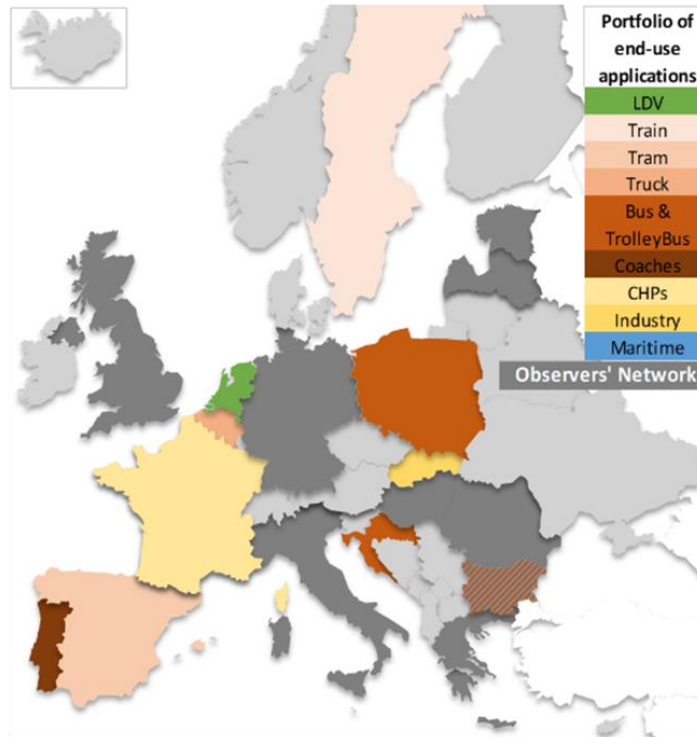 Portfolio of
end-use
applications
LDV
Train
Tram
Truck
Bus &
TrolleyBus
Coaches
CHPs
Industry
Maritime
Observers' Network